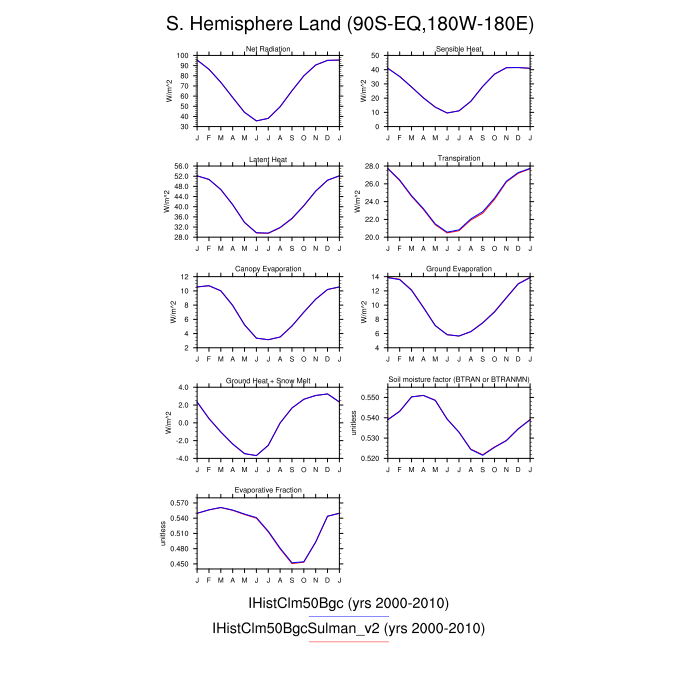 S. Hemisphere Land (90S-EQ,180W-180E)
Net Radiation
W/m^2
100
90
80
70
60
50
40
30
J F M A M J J A S O N D J
Sensible Heat
W/m^2
50
40
30
20
10
0
J F M A M J J A S O N D J
Latent Heat
W/m^2
56.0
52.0
48.0
44.0
40.0
36.0
32.0
28.0
J F M A M J J A S O N D J
Transpiration
W/m^2
28.0
26.0
24.0
22.0
20.0
J F M A M J J A S O N D J
Canopy Evaporation
W/m^2
12
10
8
6
4
2
J F M A M J J A S O N D J
Ground Evaporation
W/m^2
14
12
10
8
6
4
J F M A M J J A S O N D J
Ground Heat + Snow Melt
W/m^2
4.0
2.0
0.0
-2.0
-4.0
J F M A M J J A S O N D J
Soil moisture factor (BTRAN or BTRANMN)
unitless
0.550
0.540
0.530
0.520
J F M A M J J A S O N D J
Evaporative Fraction
unitless
0.570
0.540
0.510
0.480
0.450
J F M A M J J A S O N D J
IHistClm50Bgc (yrs 2000-2010)
IHistClm50BgcSulman_v2 (yrs 2000-2010)